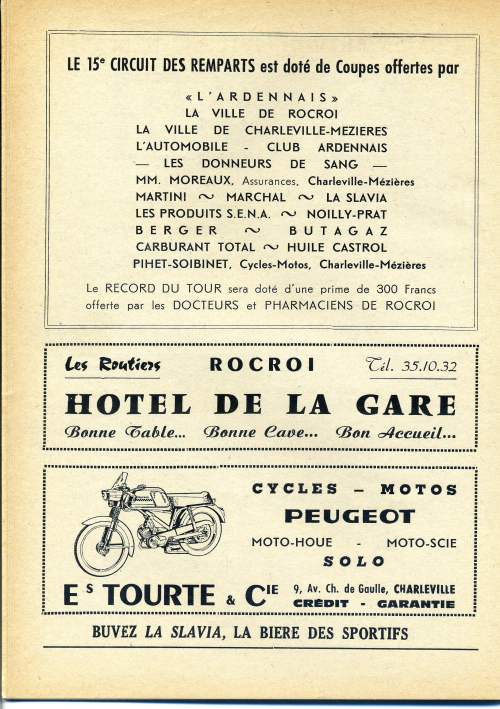 LE 15e CIRCUIT DES REMPARTS est doté de Coupes offertes par
« L'ARDENNAIS »
LA VILLE DE ROCROI
LA VILLE DE CHARLEVILLE-MEZIERES
L'AUTOMOBILE - CLUB ARDENNAIS
— LES DONNEURS DE SANG —
MM. MOREAUX, Assurances, Charleville-Mézières
MARTINI ~ MARCHAL ~ LA SLAVIA
LES PRODUITS S.E.N.A. ~ NOILLY-PRAT
BERGER ~ BUTAGAZ
CARBURANT TOTAL ~ HUILE CASTROL
PIHET-SOIBINET, Cycles-Motos, Charleville-Mézières
Le RECORD DU TOUR sera doté d'une prime de 300 Francs
offerte par les DOCTEURS et PHARMACIENS DE ROCROI
Les Routiers ROCROI Tél. 35.10.32
HOTEL DE LA GARE
Bonne Table... Bonne Cave... Bon Accueil...
CYCLES - MOTOS
PEUGEOT
MOTO-HOUE - MOTO-SCIE
SOLO
Es TOURTE & Cie 9, Av. Ch. de Gaulle, CHARLEVILLE
CRÉDIT - GARANTIE
BUVEZ LA SLAVIA, LA BIERE DES SPORTIFS